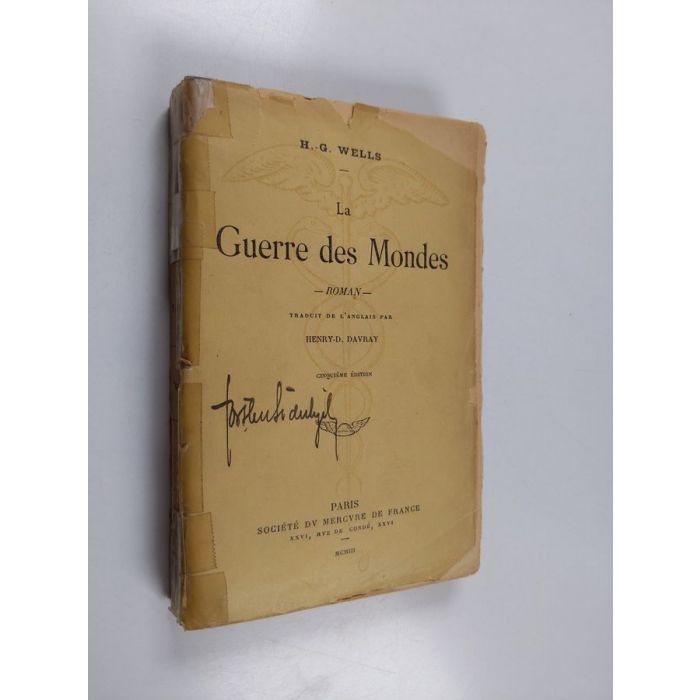 H.-G. WELLS
—
La
Guerre des Mondes
— ROMAN —
TRADUIT DE L'ANGLAIS PAR
HENRY-D. DAVRAY
CINQUIÈME ÉDITION
PARIS
SOCIÉTÉ DV MERCVRE DE FRANCE
XXVI, RVE DE CONDÉ, XXVI
—
MCMIII